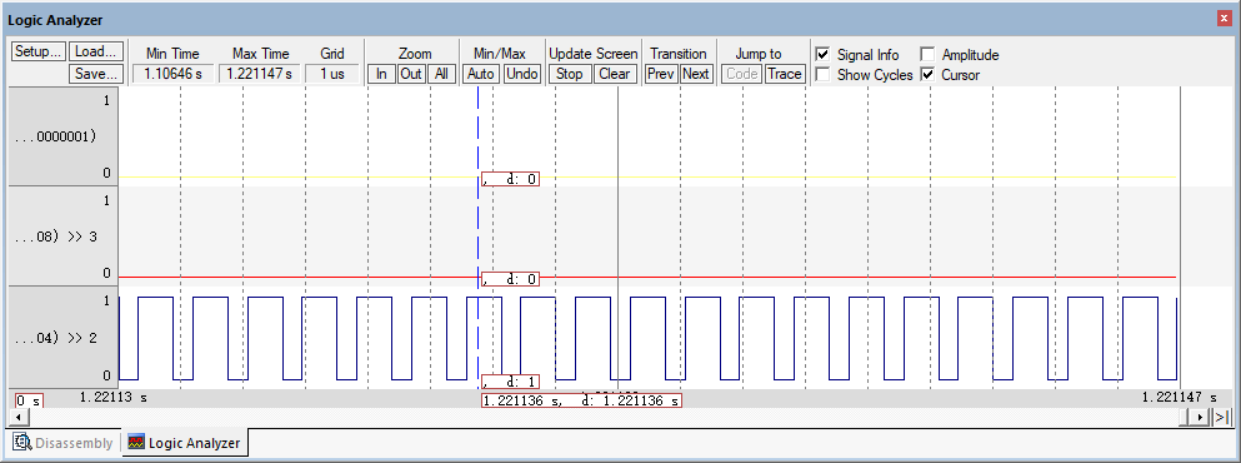 Logic Analyzer
Setup... Load... Min Time Max Time Grid Zoom Min/Max Update Screen Transition Jump to Signal Info Amplitude
Save... 1.10646 s 1.221147 s 1 us In Out All Auto Undo Stop Clear Prev Next Code Trace Show Cycles Cursor
1
...0000001)
0
, d: 0
1
...08) >> 3
0
, d: 0
1
...04) >> 2
0
, d: 1
0 s 1.22113 s 1.221136 s, d: 1.221136 s 1.221147 s
Disassembly Logic Analyzer